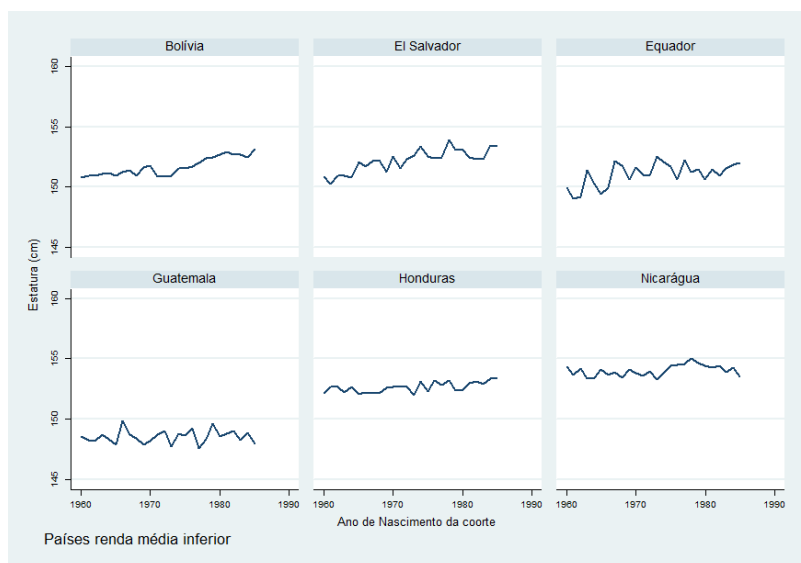 Bolívia
El Salvador
Equador
160
155
150
145
Estatura (cm)
Guatemala
Honduras
Nicarágua
160
155
150
145
1960 1970 1980 1990
1960 1970 1980 1990
1960 1970 1980 1990
Ano de Nascimento da coorte
Países renda média inferior